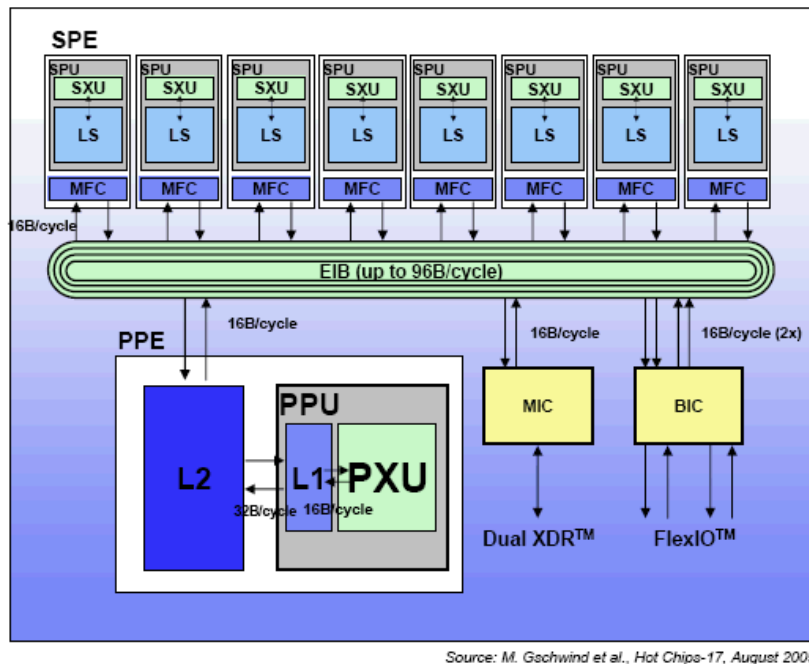 SPE
SPU SPU SPU SPU SPU SPU SPU SPU
SXU SXU SXU SXU SXU SXU SXU SXU
LS LS LS LS LS LS LS LS
MFC MFC MFC MFC MFC MFC MFC MFC
16B/cycle
EIB (up to 96B/cycle)
16B/cycle 16B/cycle 16B/cycle (2x)
PPE
PPU
MIC BIC
L2 L1 PXU
32B/cycle 16B/cycle
Dual XDR™ FlexIO™
Source: M. Gschwind et al., Hot Chips-17, August 200